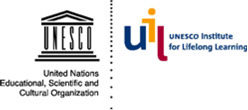 UNESCO
United Nations
Educational, Scientific and
Cultural Organization
uil
UNESCO Institute
for Lifelong Learning